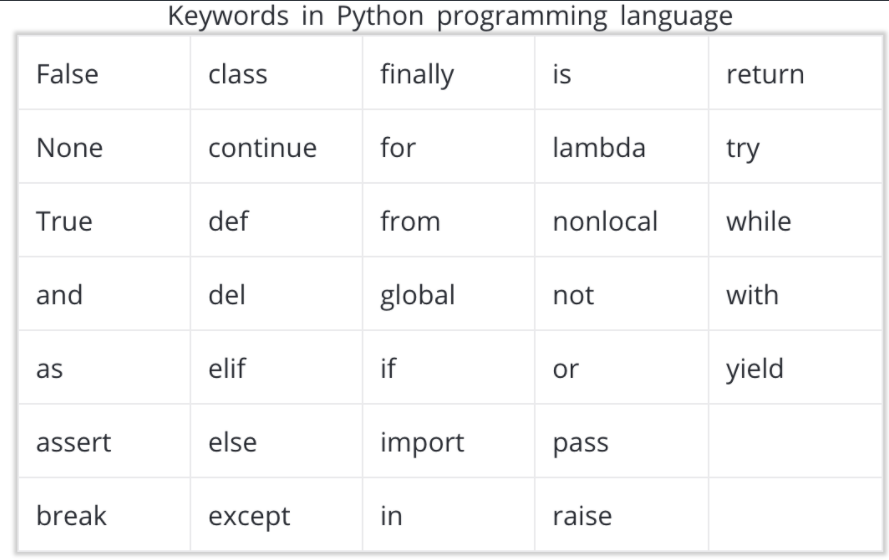 Keywords in Python programming language
False class finally is return
None continue for lambda try
True def from nonlocal while
and del global not with
as elif if or yield
assert else import pass
break except in raise